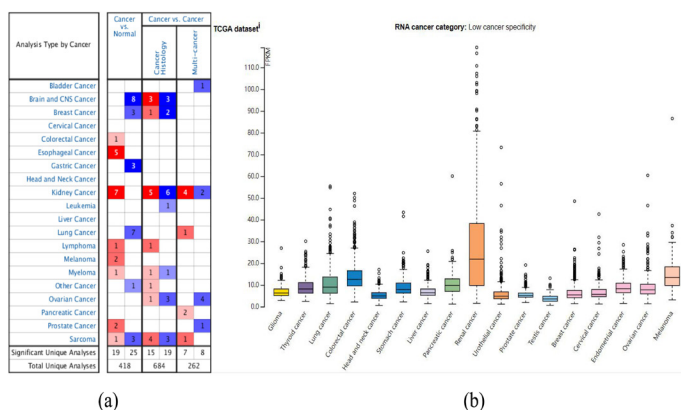 Analysis Type by Cancer
Cancer vs. Normal
Cancer vs. Cancer
Cancer Histology
Multi-cancer
Bladder Cancer 1
Brain and CNS Cancer 8 3 3
Breast Cancer 3 1 2
Cervical Cancer
Colorectal Cancer 1
Esophageal Cancer 5
Gastric Cancer 3
Head and Neck Cancer
Kidney Cancer 7 5 6 4 2
Leukemia 1
Liver Cancer
Lung Cancer 7 1
Lymphoma 1 1
Melanoma 2
Myeloma 1 1 1
Other Cancer 1 1
Ovarian Cancer 1 3 4
Pancreatic Cancer 2
Prostate Cancer 2 1
Sarcoma 1 3 4 3 1
Significant Unique Analyses 19 25 15 19 7 8
Total Unique Analyses 418 684 262
(a)
TCGA dataset i
RNA cancer category: Low cancer specificity
FPKM
110.0
100.0
90.0
80.0
70.0
60.0
50.0
40.0
30.0
20.0
10.0
0.0
Glioma
Thyroid cancer
Lung cancer
Colorectal cancer
Head and neck cancer
Stomach cancer
Liver cancer
Pancreatic cancer
Renal cancer
Urothelial cancer
Prostate cancer
Testis cancer
Breast cancer
Cervical cancer
Endometrial cancer
Ovarian cancer
Melanoma
(b)